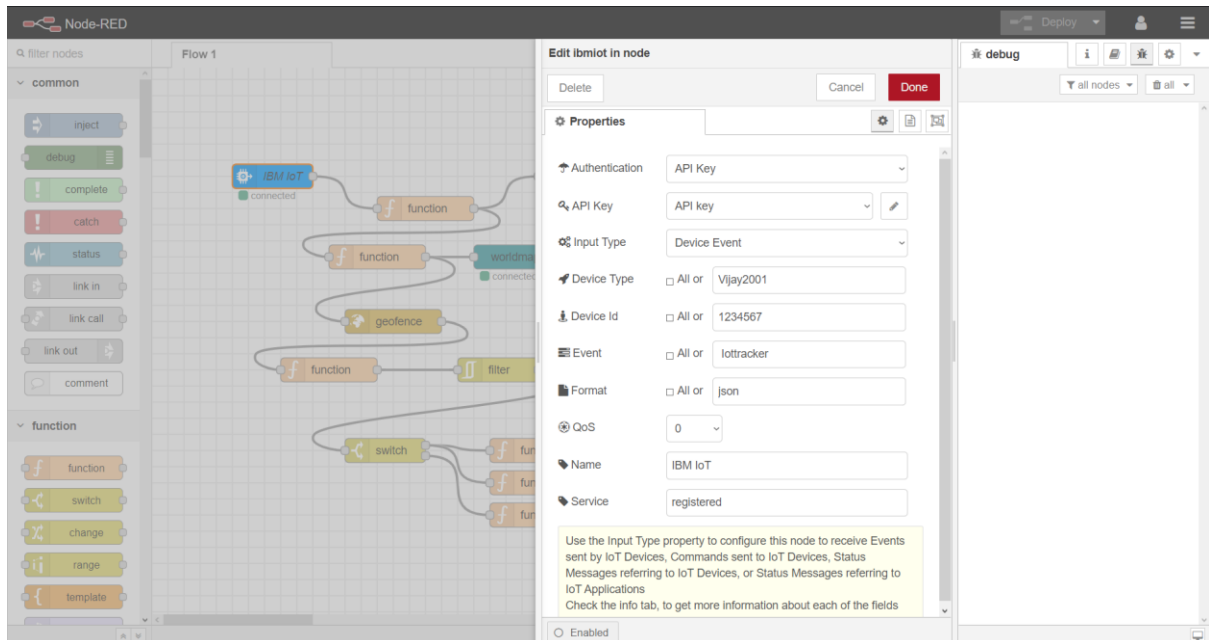 Node-RED
Deploy
filter nodes
common
inject
debug
complete
catch
status
link in
link call
link out
comment
function
function
switch
change
range
template
Flow 1
IBM IoT
connected
function
function
worldma
connected
geofence
function
filter
switch
fun
fun
fun
Edit ibmiot in node
Delete
Cancel
Done
Properties
Authentication
API Key
API Key
API key
Input Type
Device Event
Device Type
All or
Vijay2001
Device Id
All or
1234567
Event
All or
Iottracker
Format
All or
json
QoS
0
Name
IBM IoT
Service
registered
Use the Input Type property to configure this node to receive Events
sent by IoT Devices, Commands sent to IoT Devices, Status
Messages referring to IoT Devices, or Status Messages referring to
IoT Applications
Check the info tab, to get more information about each of the fields
Enabled
debug
i
all nodes
all